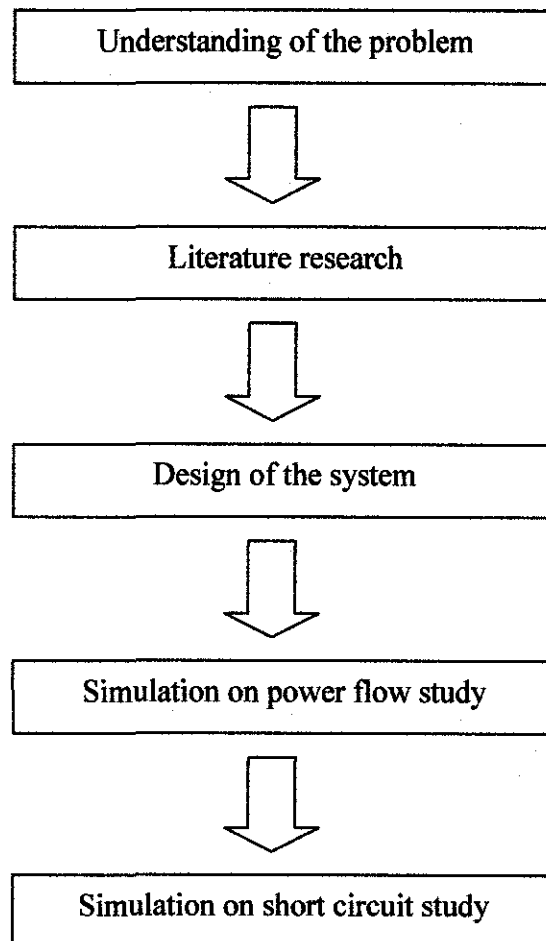 Understanding of the problem
Literature research
Design of the system
Simulation on power flow study
Simulation on short circuit study